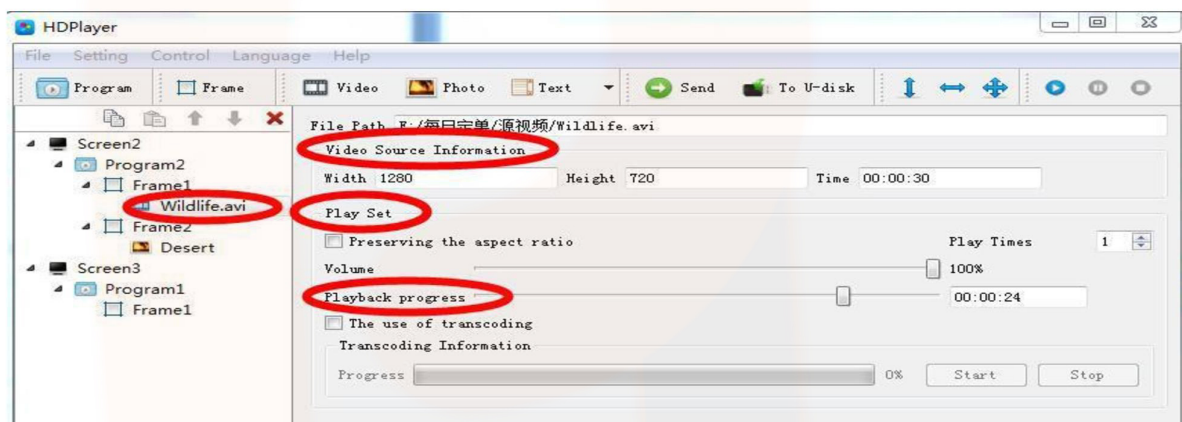 HDPlayer
File Setting Control Language Help
Program Frame Video Photo Text Send To U-disk
Screen2
Program2
Frame1
Wildlife.avi
Frame2
Desert
Screen3
Program1
Frame1
File Path F:/每日完单/源视频/Wildlife.avi
Video Source Information
Width 1280 Height 720 Time 00:00:30
Play Set
Preserving the aspect ratio Play Times 1
Volume 100%
Playback progress 00:00:24
The use of transcoding
Transcoding Information
Progress 0% Start Stop